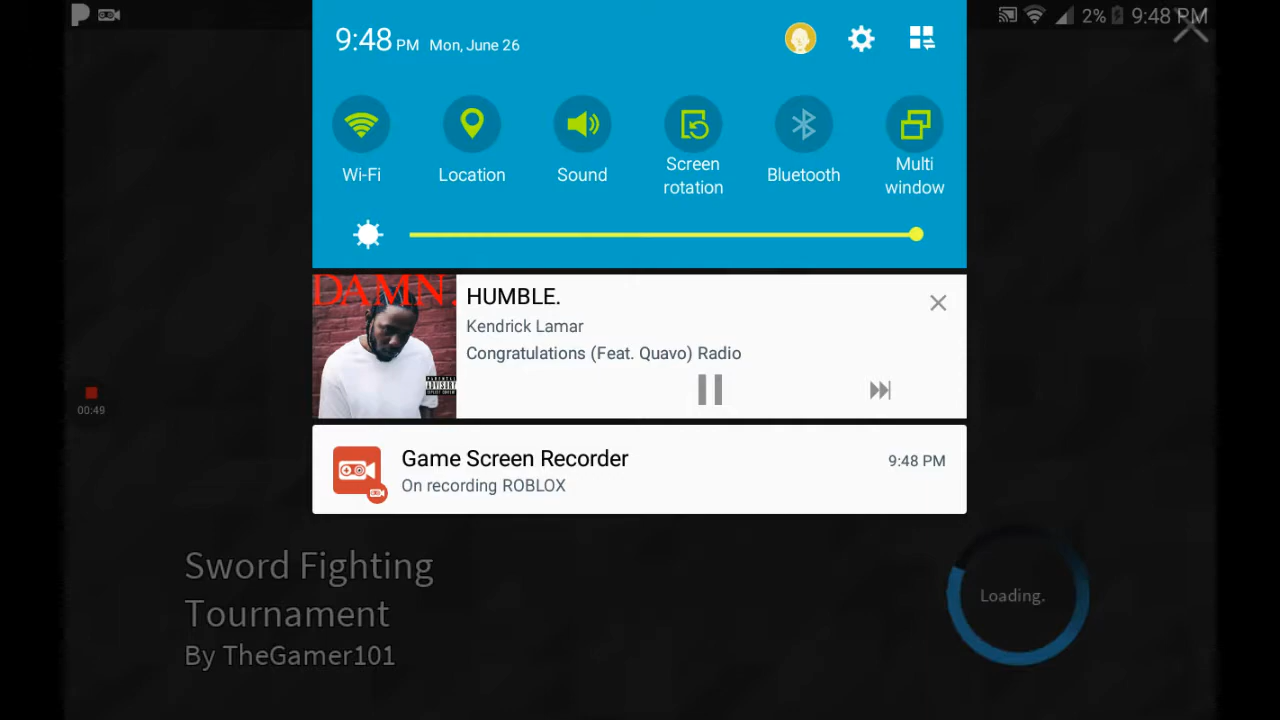 2% 9:48 PM
9:48 PM Mon, June 26
Wi-Fi
Location
Sound
Screen
rotation
Bluetooth
Multi
window
DAMN.
HUMBLE.
Kendrick Lamar
Congratulations (Feat. Quavo) Radio
00:49
Game Screen Recorder
9:48 PM
On recording ROBLOX
Sword Fighting
Tournament
By TheGamer101
Loading.